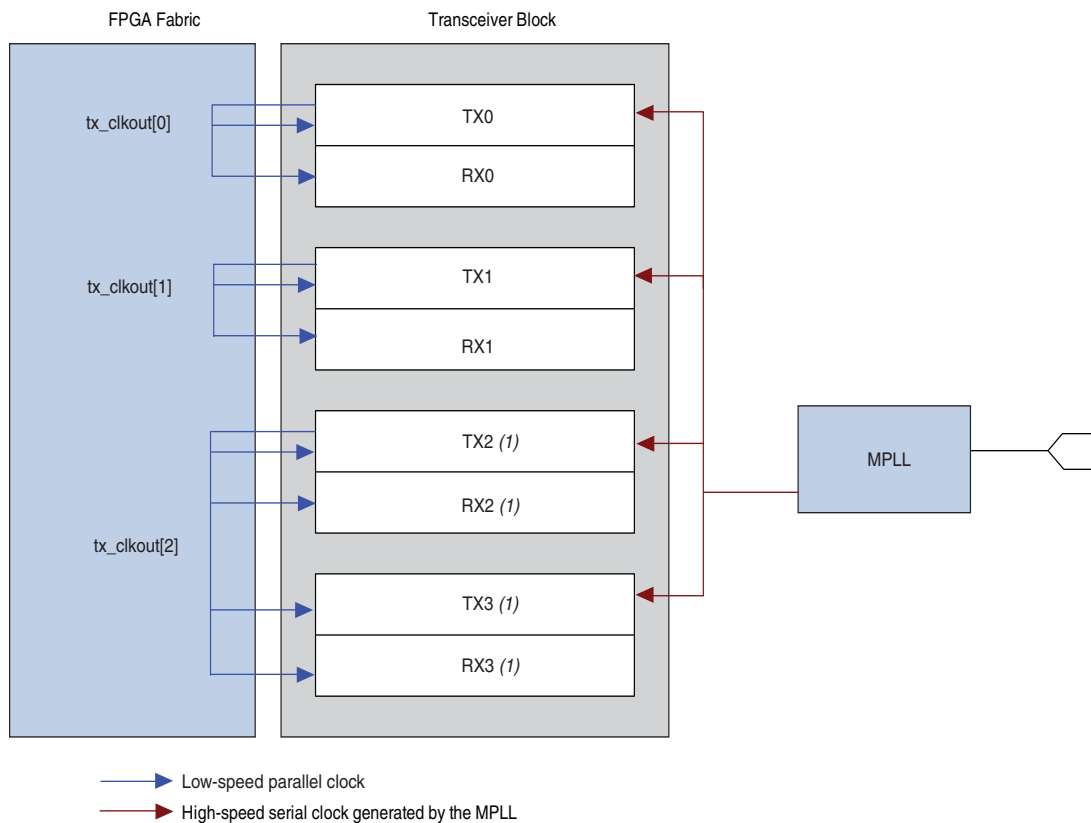 FPGA Fabric
Transceiver Block
tx_clkout[0]
TX0
RX0
tx_clkout[1]
TX1
RX1
TX2 (1)
RX2 (1)
MPLL
tx_clkout[2]
TX3 (1)
RX3 (1)
Low-speed parallel clock
High-speed serial clock generated by the MPLL